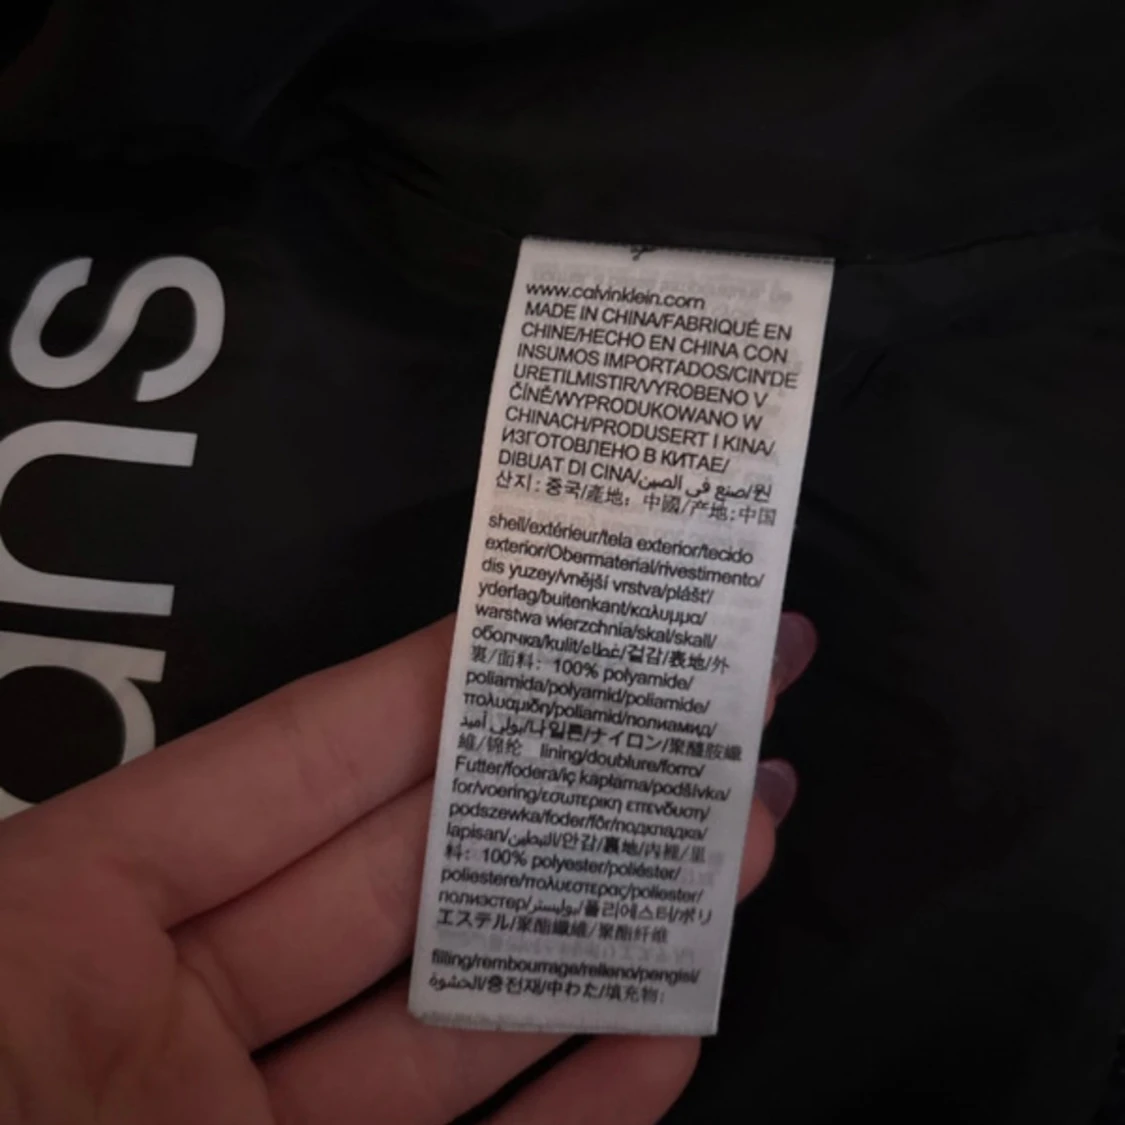 www.calvinklein.com
MADE IN CHINA/FABRIQUÉ EN
CHINE/HECHO EN CHINA CON
INSUMOS IMPORTADOS/CIN'DE
URETILMISTIR/VYROBENO V
ČÍNĚ/WYPRODUKOWANO W
CHINACH/PRODUSERT I KINA/
ИЗГОТОВЛЕНО В КИТАЕ/
DIBUAT DI CINA/صنع في الصين/원
산지: 중국/產地: 中國/产地:中国
shell/extérieur/tela exterior/tecido
exterior/Obermaterial/rivestimento/
dis yuzey/vnější vrstva/plášť/
yderlag/buitenkant/καλυμμα/
warstwa wierzchnia/skal/skall/
оболчка/kulit/غطاء/겉감/表地/外
裏/面料: 100% polyamide/
poliamida/polyamid/poliamide/
πολυαμιδη/poliamid/полиамид/
بولي أميد/나일론/ナイロン/聚醯胺纖
維/锦纶 lining/doublure/forro/
Futter/fodera/iç kaplama/podšívka/
for/voering/εσωτερικη επενδυση/
podszewka/foder/fôr/подкладка/
lapisan/التبطين/안감/裏地/內裡/里
料: 100% polyester/poliéster/
poliestere/πολυεστερας/poliester/
полиэстер/بوليستر/폴리에스터/ポリ
エステル/聚酯纖維/聚酯纤维
filling/rembourrage/relleno/pengisi/
الحشوة/충전재/中わた/填充物:
sus